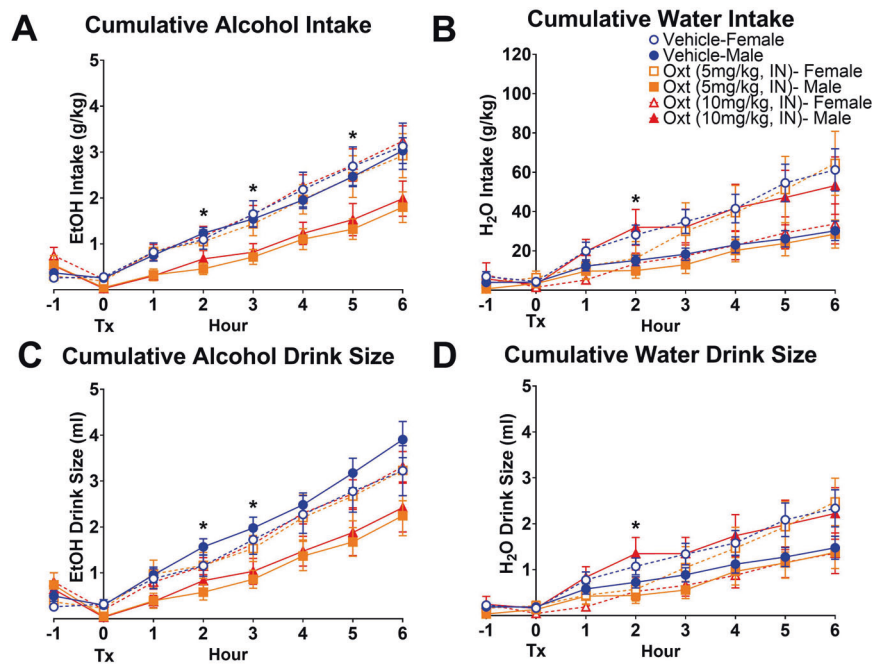 A
Cumulative Alcohol Intake
EtOH Intake (g/kg)
5
4
3
2
1
*
*
*
-1 0 1 2 3 4 5 6
Tx
Hour
B
Cumulative Water Intake
Vehicle-Female
Vehicle-Male
Oxt (5mg/kg, IN)- Female
Oxt (5mg/kg, IN)- Male
Oxt (10mg/kg, IN)- Female
Oxt (10mg/kg, IN)- Male
H₂O Intake (g/kg)
120
100
80
60
40
20
*
-1 0 1 2 3 4 5 6
Tx
Hour
C
Cumulative Alcohol Drink Size
EtOH Drink Size (ml)
5
4
3
2
1
*
*
-1 0 1 2 3 4 5 6
Tx
Hour
D
Cumulative Water Drink Size
H₂O Drink Size (ml)
5
4
3
2
1
*
-1 0 1 2 3 4 5 6
Tx
Hour